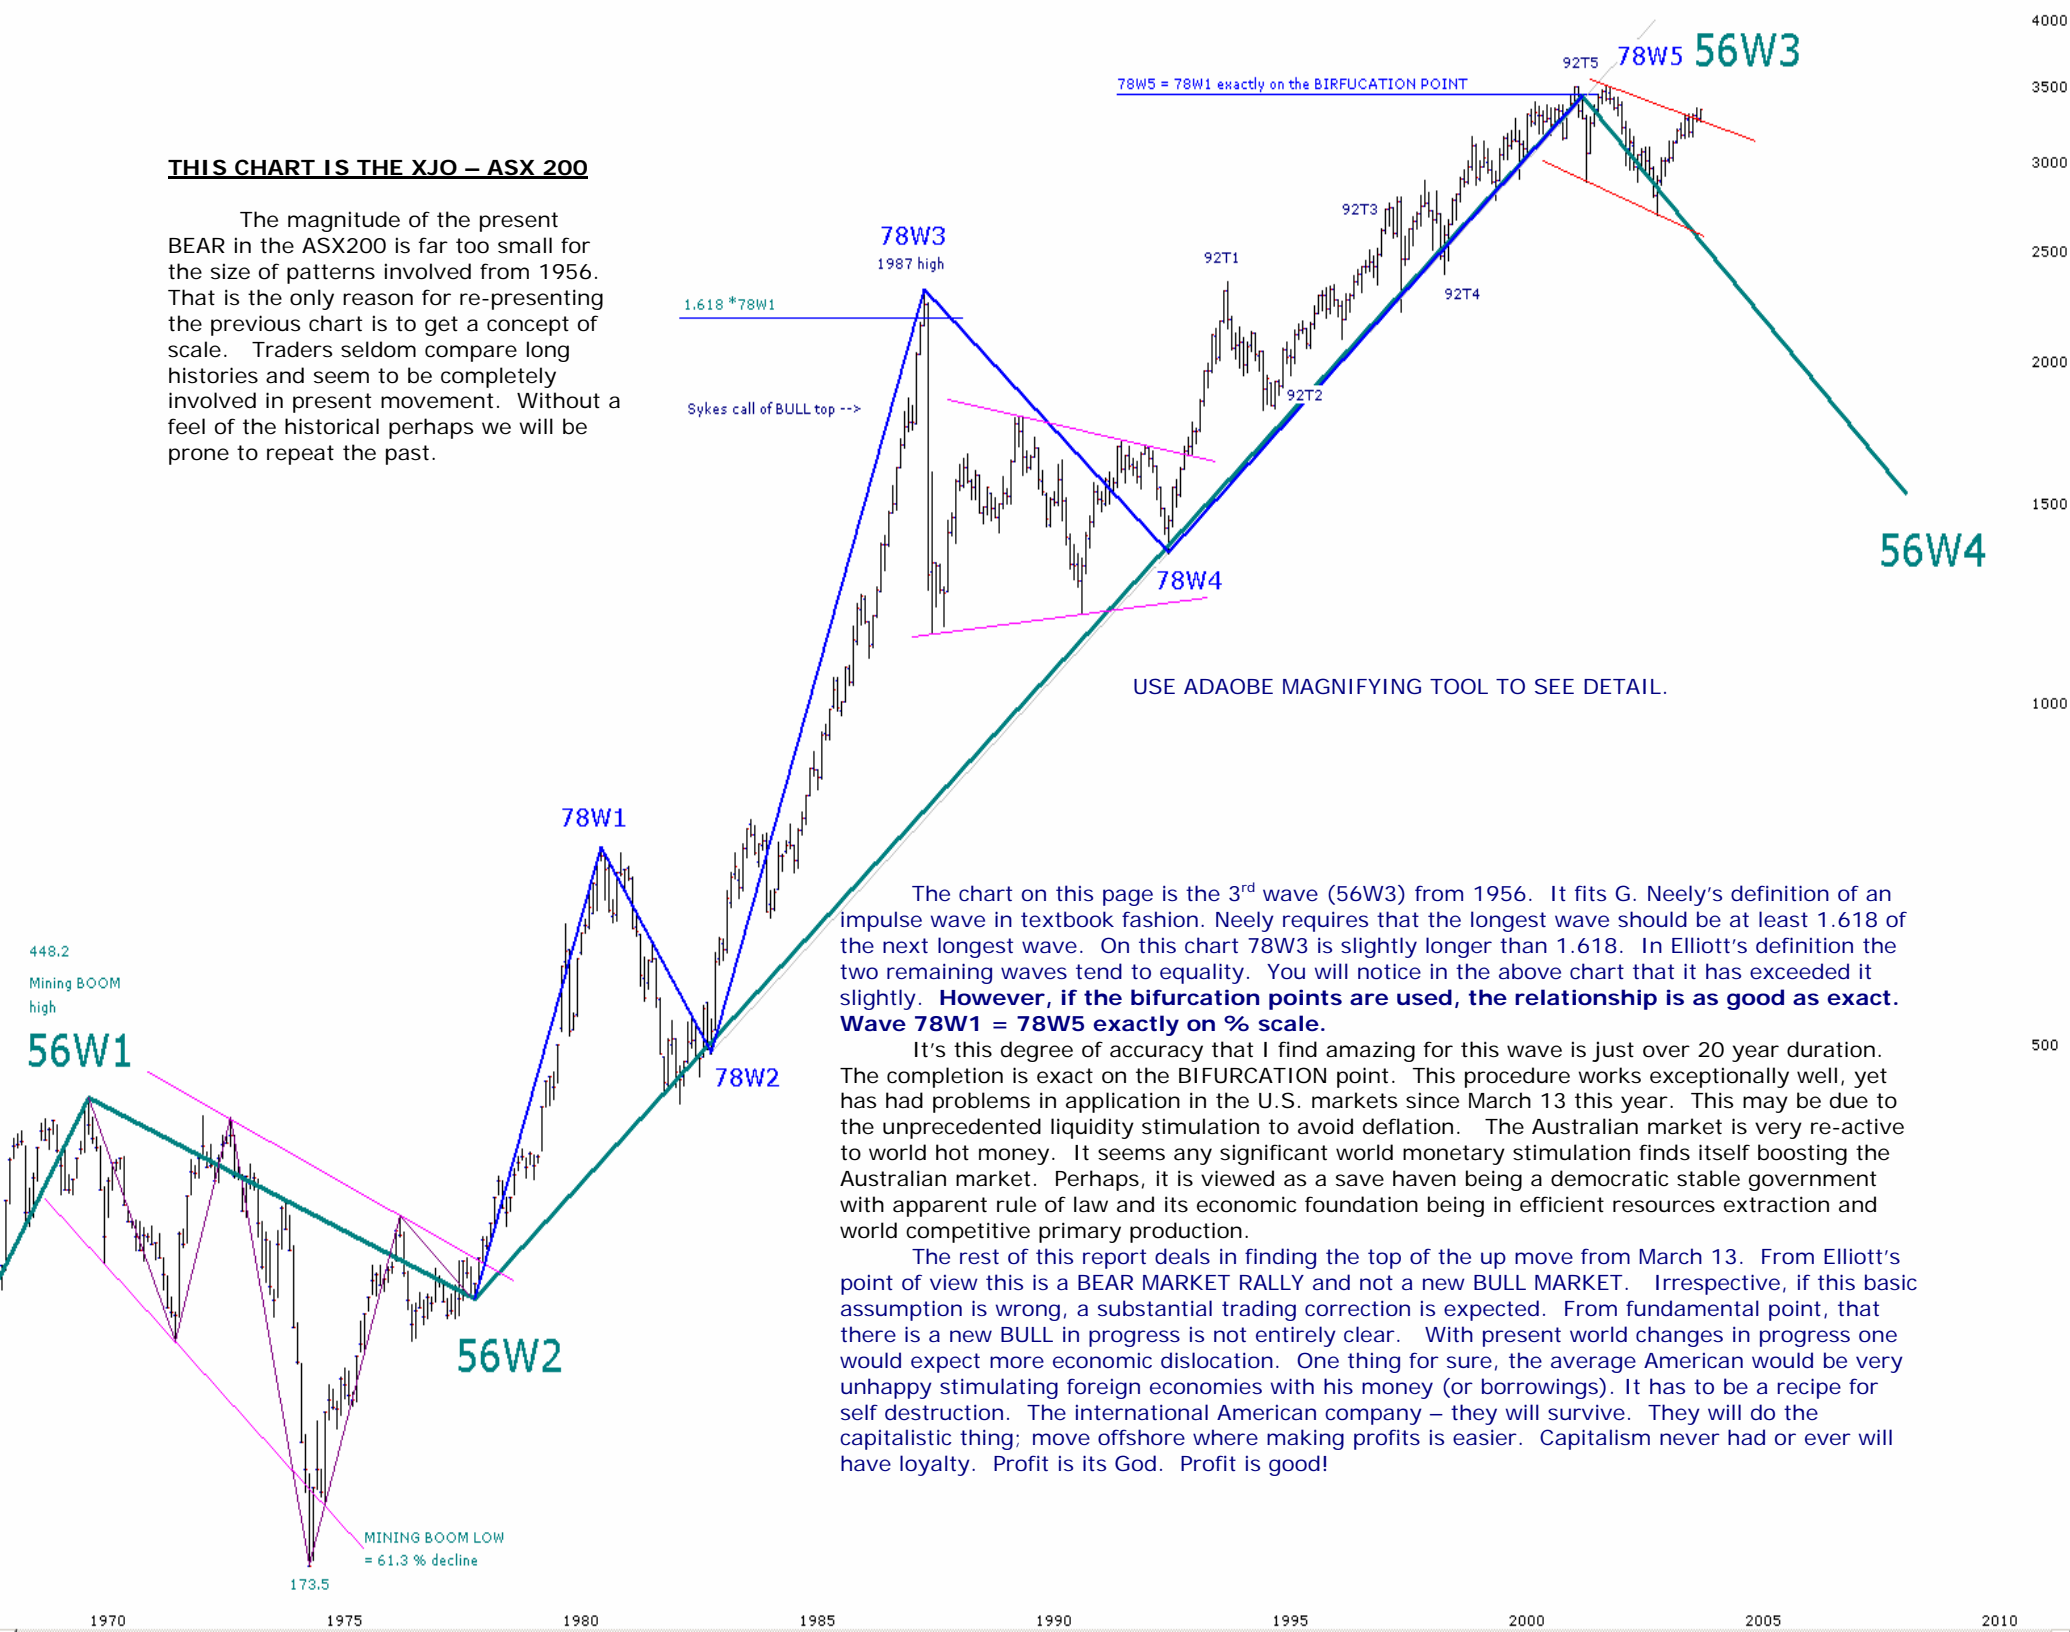 4000
92T5
78W5
56W3
78W5 = 78W1 exactly on the BIRFUCATION POINT
3500
THIS CHART IS THE XJO – ASX 200
3000
The magnitude of the present
BEAR in the ASX200 is far too small for
the size of patterns involved from 1956.
That is the only reason for re-presenting
the previous chart is to get a concept of
scale. Traders seldom compare long
histories and seem to be completely
involved in present movement. Without a
feel of the historical perhaps we will be
prone to repeat the past.
92T3
78W3
1987 high
92T1
2500
92T4
1.618 *78W1
2000
92T2
Sykes call of BULL top -->
1500
56W4
78W4
USE ADAOBE MAGNIFYING TOOL TO SEE DETAIL.
1000
78W1
The chart on this page is the 3rd wave (56W3) from 1956. It fits G. Neely's definition of an
impulse wave in textbook fashion. Neely requires that the longest wave should be at least 1.618 of
the next longest wave. On this chart 78W3 is slightly longer than 1.618. In Elliott's definition the
two remaining waves tend to equality. You will notice in the above chart that it has exceeded it
slightly. However, if the bifurcation points are used, the relationship is as good as exact.
Wave 78W1 = 78W5 exactly on % scale.
It's this degree of accuracy that I find amazing for this wave is just over 20 year duration.
The completion is exact on the BIFURCATION point. This procedure works exceptionally well, yet
has had problems in application in the U.S. markets since March 13 this year. This may be due to
the unprecedented liquidity stimulation to avoid deflation. The Australian market is very re-active
to world hot money. It seems any significant world monetary stimulation finds itself boosting the
Australian market. Perhaps, it is viewed as a save haven being a democratic stable government
with apparent rule of law and its economic foundation being in efficient resources extraction and
world competitive primary production.
The rest of this report deals in finding the top of the up move from March 13. From Elliott's
point of view this is a BEAR MARKET RALLY and not a new BULL MARKET. Irrespective, if this basic
assumption is wrong, a substantial trading correction is expected. From fundamental point, that
there is a new BULL in progress is not entirely clear. With present world changes in progress one
would expect more economic dislocation. One thing for sure, the average American would be very
unhappy stimulating foreign economies with his money (or borrowings). It has to be a recipe for
self destruction. The international American company – they will survive. They will do the
capitalistic thing; move offshore where making profits is easier. Capitalism never had or ever will
have loyalty. Profit is its God. Profit is good!
448.2
Mining BOOM
high
56W1
500
78W2
56W2
MINING BOOM LOW
= 61.3 % decline
173.5
1970
1975
1980
1985
1990
1995
2000
2005
2010